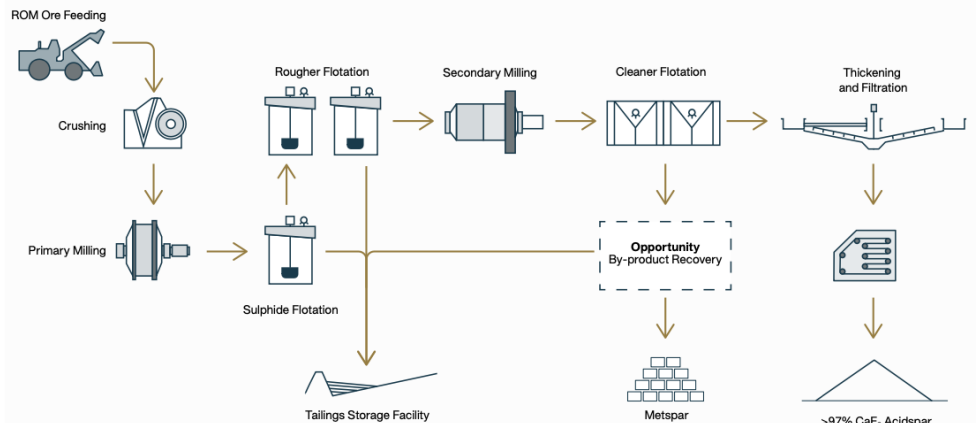 ROM Ore Feeding
Crushing
Primary Milling
Rougher Flotation
Sulphide Flotation
Secondary Milling
Cleaner Flotation
Thickening
and Filtration
Opportunity
By-product Recovery
Tailings Storage Facility
Metspar
>97% CaF₂ Acidspar